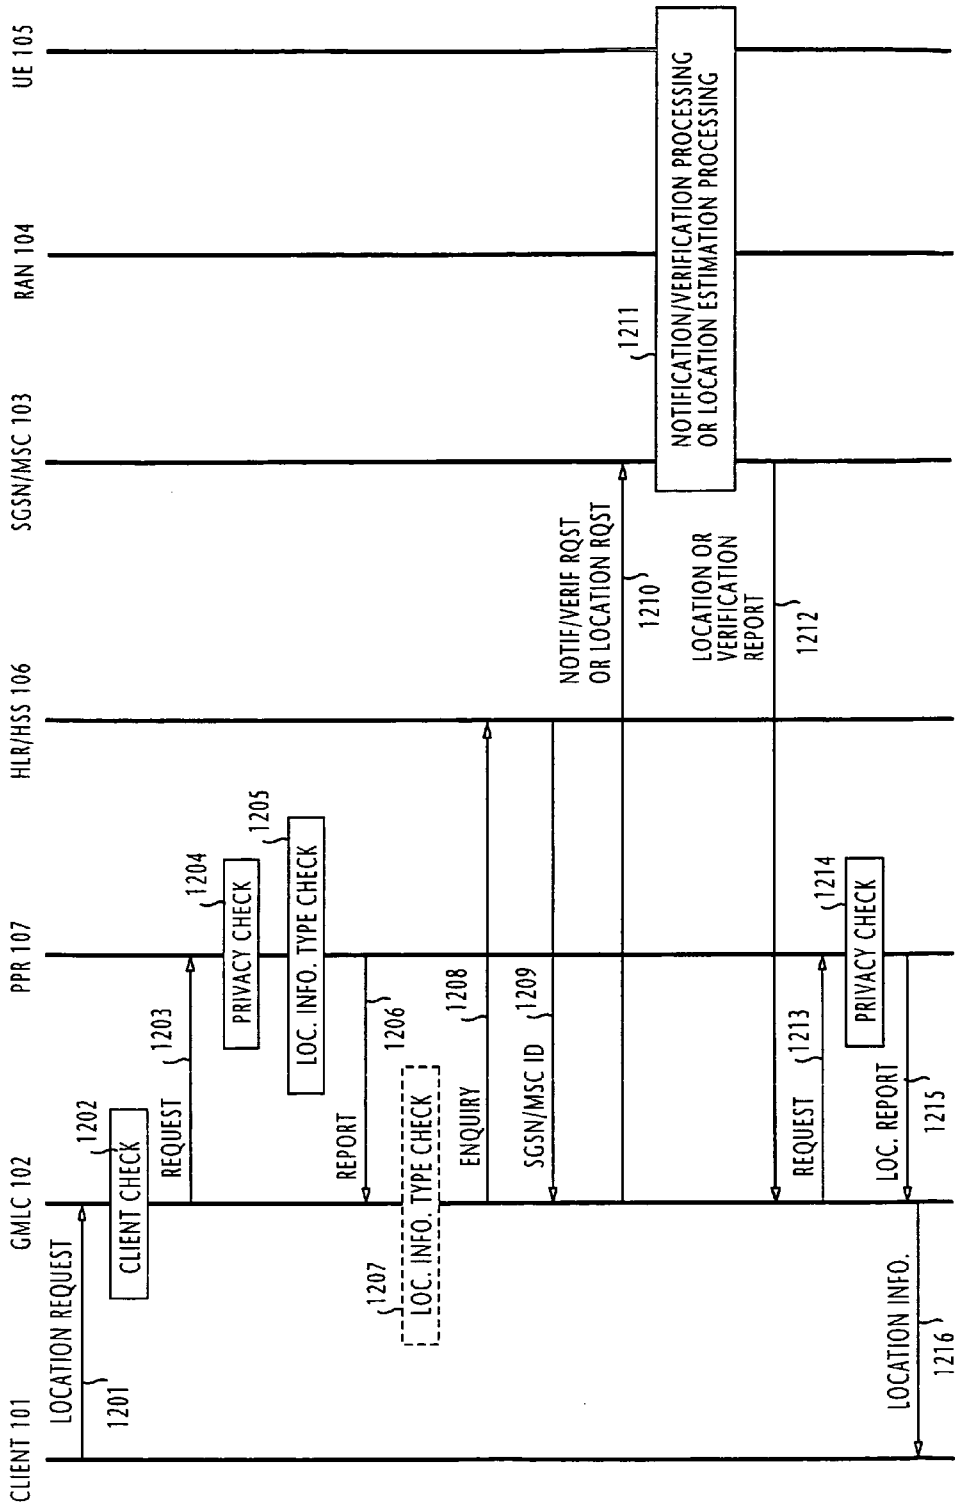 CLIENT 101
GMLC 102
PPR 107
HLR/HSS 106
SGSN/MSC 103
RAN 104
UE 105
LOCATION REQUEST
1201
CLIENT CHECK
1202
REQUEST
1203
PRIVACY CHECK
1204
LOC. INFO. TYPE CHECK
1205
REPORT
1206
LOC. INFO. TYPE CHECK
1207
ENQUIRY
1208
SGSN/MSC ID
1209
NOTIF/VERIF RQST
OR LOCATION RQST
1210
NOTIFICATION/VERIFICATION PROCESSING
OR LOCATION ESTIMATION PROCESSING
1211
LOCATION OR
VERIFICATION
REPORT
1212
REQUEST
1213
PRIVACY CHECK
1214
LOC. REPORT
1215
LOCATION INFO.
1216